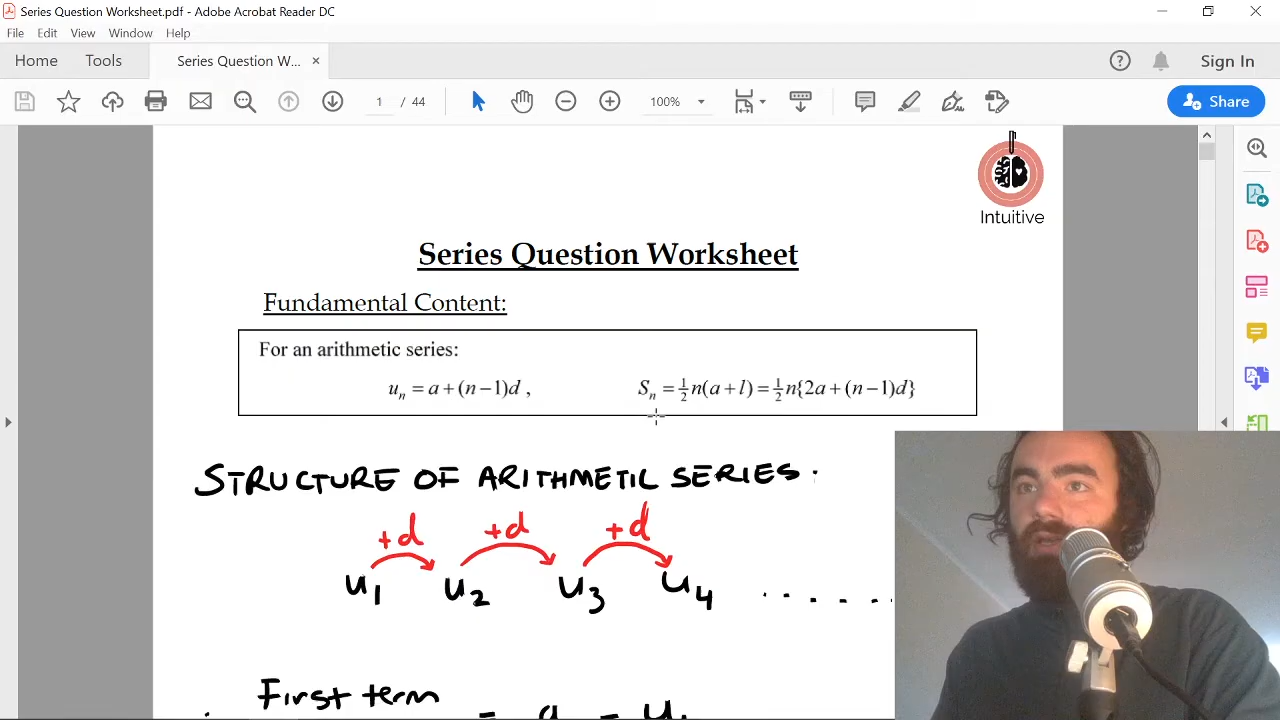 Series Question Worksheet.pdf - Adobe Acrobat Reader DC
File Edit View Window Help
Home Tools Series Question W... × Sign In
1 / 44 100% Share
Intuitive
Series Question Worksheet
Fundamental Content:
For an arithmetic series:
uₙ = a + (n − 1)d , Sₙ = ½n(a + l) = ½n{2a + (n − 1)d}
STRUCTURE OF ARITHMETIC SERIES:
+d +d +d
u₁ u₂ u₃ u₄ ......
First term
= a = u₁